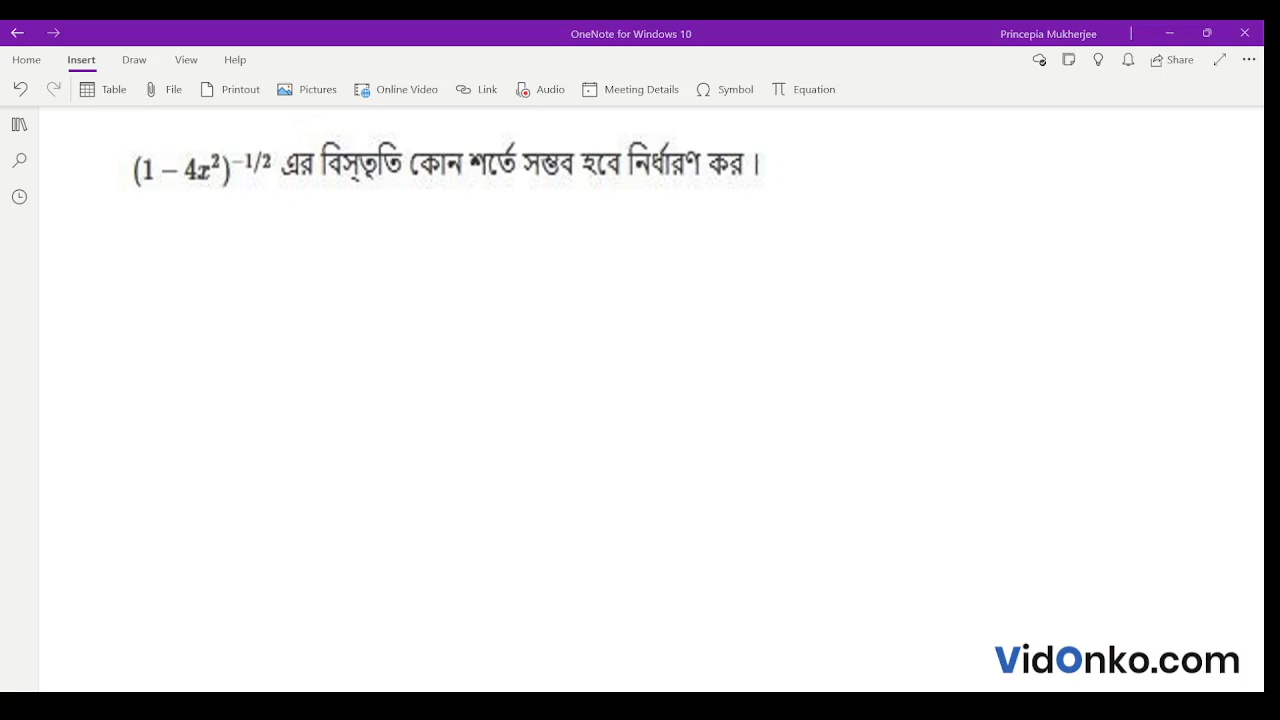 OneNote for Windows 10
Princepia Mukherjee
Home Insert Draw View Help
Share
Table File Printout Pictures Online Video Link Audio Meeting Details Symbol Equation
(1 − 4x²)^{−1/2} এর বিস্তৃতি কোন শর্তে সম্ভব হবে নির্ধারণ কর ।
VidOnko.com